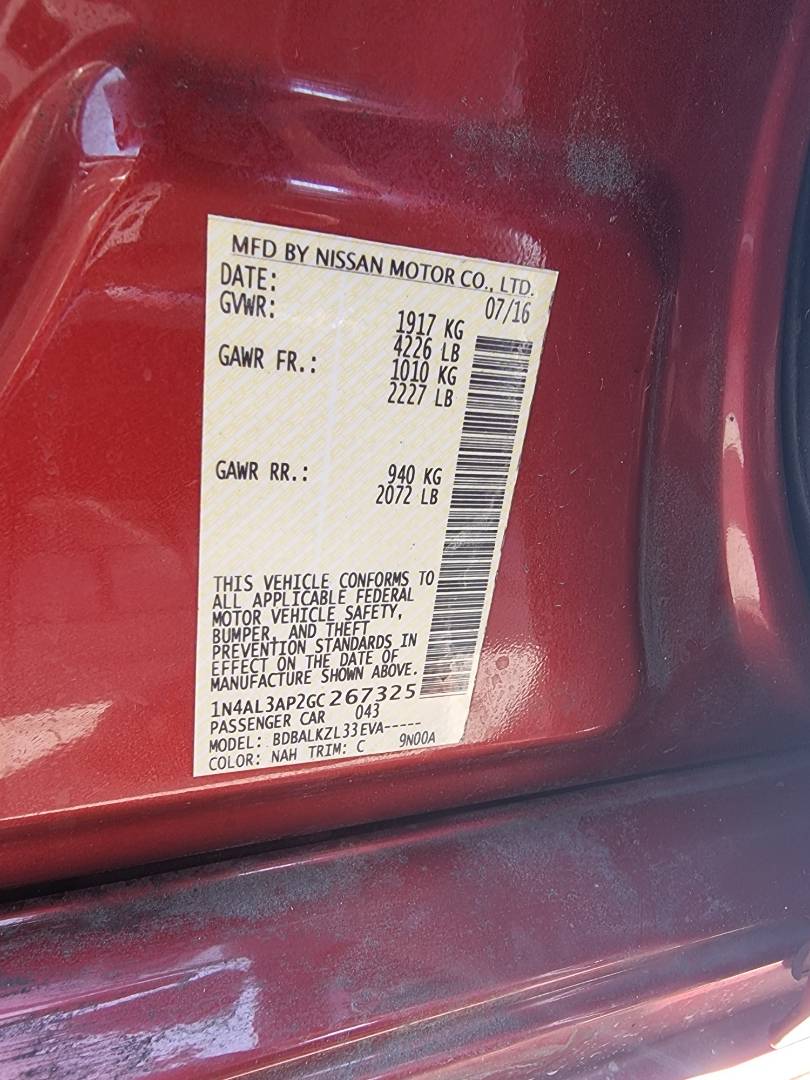 MFD BY NISSAN MOTOR CO., LTD.
DATE: 07/16
GVWR: 1917 KG
4226 LB
GAWR FR.: 1010 KG
2227 LB
GAWR RR.: 940 KG
2072 LB
THIS VEHICLE CONFORMS TO
ALL APPLICABLE FEDERAL
MOTOR VEHICLE SAFETY,
BUMPER, AND THEFT
PREVENTION STANDARDS IN
EFFECT ON THE DATE OF
MANUFACTURE SHOWN ABOVE.
1N4AL3AP2GC267325
PASSENGER CAR 043
MODEL: BDBALKZL33EVA-----
COLOR: NAH TRIM: C 9N00A